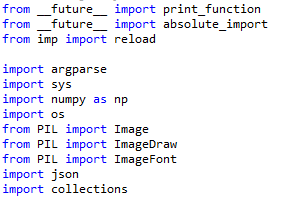 from __future__ import print_function
from __future__ import absolute_import
from imp import reload
import argparse
import sys
import numpy as np
import os
from PIL import Image
from PIL import ImageDraw
from PIL import ImageFont
import json
import collections